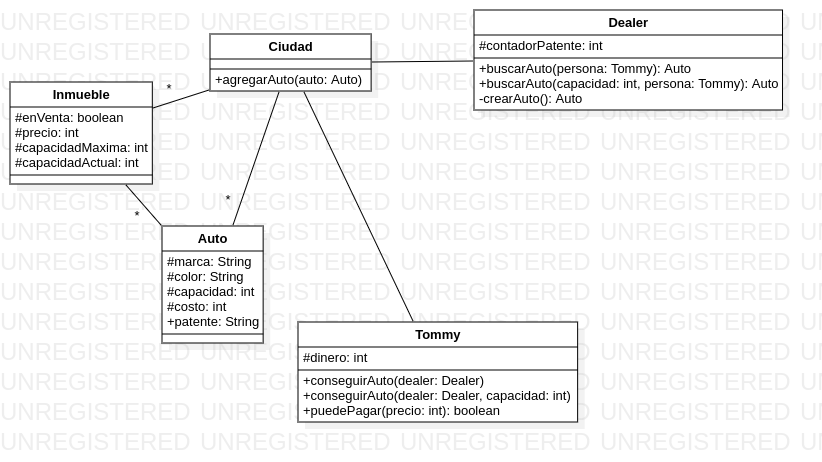 Dealer
#contadorPatente: int
+buscarAuto(persona: Tommy): Auto
+buscarAuto(capacidad: int, persona: Tommy): Auto
-crearAuto(): Auto
Ciudad
+agregarAuto(auto: Auto)
*
Inmueble
#enVenta: boolean
#precio: int
#capacidadMaxima: int
#capacidadActual: int
*
*
Auto
#marca: String
#color: String
#capacidad: int
#costo: int
+patente: String
Tommy
#dinero: int
+conseguirAuto(dealer: Dealer)
+conseguirAuto(dealer: Dealer, capacidad: int)
+puedePagar(precio: int): boolean
UNREGISTERED